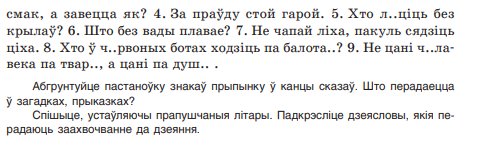 смак, а завецца як? 4. За праўду стой гарой. 5. Хто л..ціць без
крылаў? 6. Што без вады плавае? 7. Не чапай ліха, пакуль сядзіць
ціха. 8. Хто ў ч..рвоных ботах ходзіць па балота..? 9. Не цані ч..ла-
века па твар.., а цані па душ.. .
Абгрунтуйце пастаноўку знакаў прыпынку ў канцы сказаў. Што перадаецца
ў загадках, прыказках?
Спішыце, устаўляючы прапушчаныя літары. Падкрэсліце дзеясловы, якія пе-
радаюць заахвочванне да дзеяння.